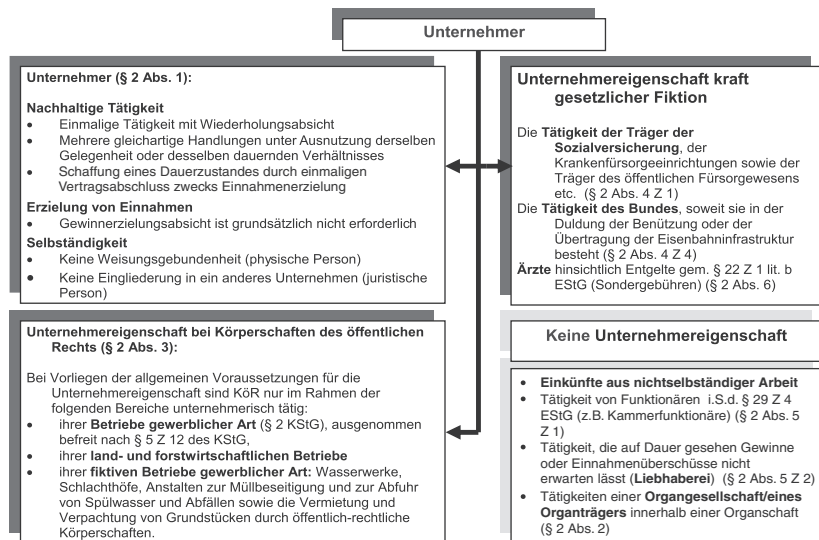 Unternehmer
Unternehmer (§ 2 Abs. 1):
Nachhaltige Tätigkeit
• Einmalige Tätigkeit mit Wiederholungsabsicht
• Mehrere gleichartige Handlungen unter Ausnutzung derselben
Gelegenheit oder desselben dauernden Verhältnisses
• Schaffung eines Dauerzustandes durch einmaligen
Vertragsabschluss zwecks Einnahmenerzielung
Erzielung von Einnahmen
• Gewinnerzielungsabsicht ist grundsätzlich nicht erforderlich
Selbständigkeit
• Keine Weisungsgebundenheit (physische Person)
• Keine Eingliederung in ein anderes Unternehmen (juristische
Person)
Unternehmereigenschaft kraft
gesetzlicher Fiktion
Die Tätigkeit der Träger der
Sozialversicherung, der
Krankenfürsorgeeinrichtungen sowie der
Träger des öffentlichen Fürsorgewesens
etc. (§ 2 Abs. 4 Z 1)
Die Tätigkeit des Bundes, soweit sie in der
Duldung der Benützung oder der
Übertragung der Eisenbahninfrastruktur
besteht (§ 2 Abs. 4 Z 4)
Ärzte hinsichtlich Entgelte gem. § 22 Z 1 lit. b
EStG (Sondergebühren) (§ 2 Abs. 6)
Unternehmereigenschaft bei Körperschaften des öffentlichen
Rechts (§ 2 Abs. 3):
Bei Vorliegen der allgemeinen Voraussetzungen für die
Unternehmereigenschaft sind KöR nur im Rahmen der
folgenden Bereiche unternehmerisch tätig:
• ihrer Betriebe gewerblicher Art (§ 2 KStG), ausgenommen
befreit nach § 5 Z 12 des KStG,
• ihrer land- und forstwirtschaftlichen Betriebe
• ihrer fiktiven Betriebe gewerblicher Art: Wasserwerke,
Schlachthöfe, Anstalten zur Müllbeseitigung und zur Abfuhr
von Spülwasser und Abfällen sowie die Vermietung und
Verpachtung von Grundstücken durch öffentlich-rechtliche
Körperschaften.
Keine Unternehmereigenschaft
• Einkünfte aus nichtselbständiger Arbeit
• Tätigkeit von Funktionären i.S.d. § 29 Z 4
EStG (z.B. Kammerfunktionäre) (§ 2 Abs. 5
Z 1)
• Tätigkeit, die auf Dauer gesehen Gewinne
oder Einnahmenüberschüsse nicht
erwarten lässt (Liebhaberei) (§ 2 Abs. 5 Z 2)
• Tätigkeiten einer Organgesellschaft/eines
Organträgers innerhalb einer Organschaft
(§ 2 Abs. 2)